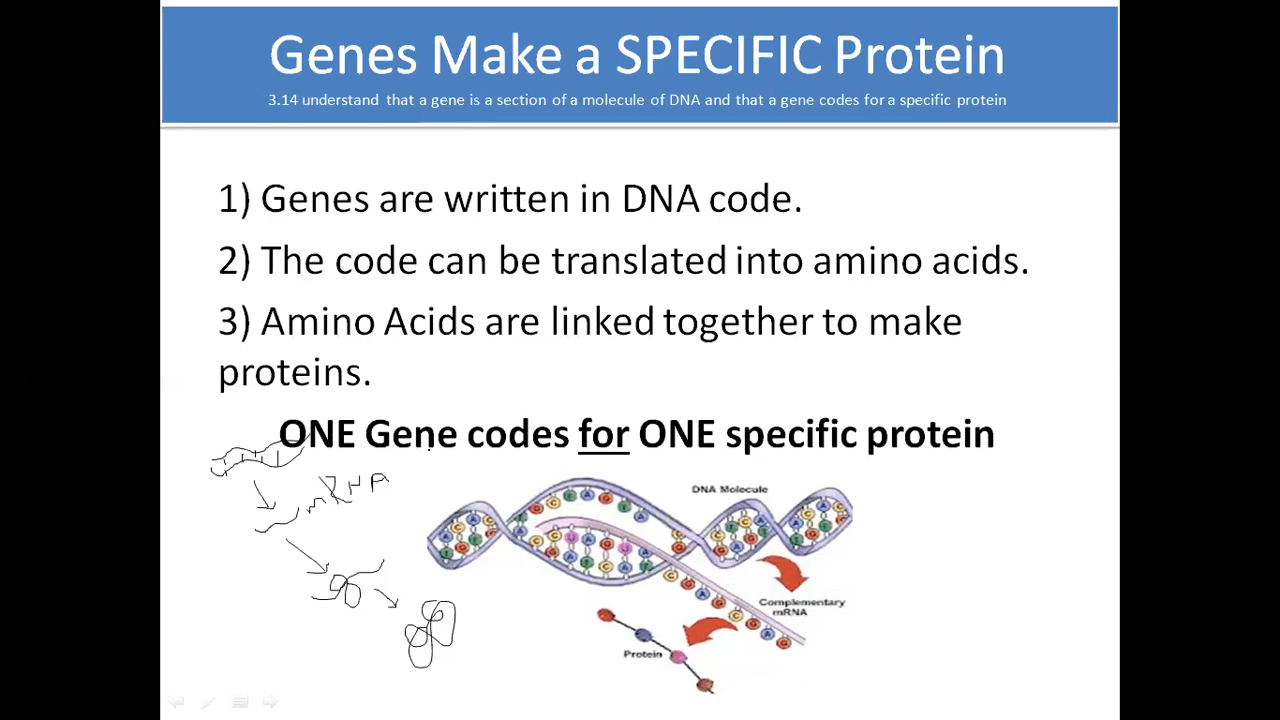 Genes Make a SPECIFIC Protein
3.14 understand that a gene is a section of a molecule of DNA and that a gene codes for a specific protein
1) Genes are written in DNA code.
2) The code can be translated into amino acids.
3) Amino Acids are linked together to make
proteins.
ONE Gene codes for ONE specific protein
mRNA
DNA Molecule
Complementary
mRNA
Protein